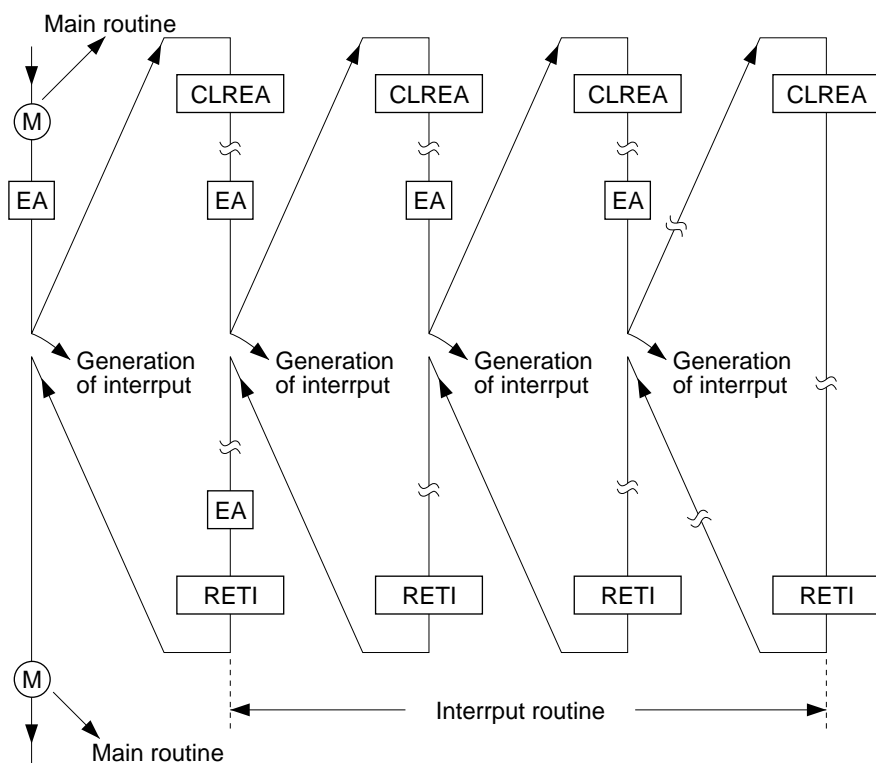 Main routine
CLREA
CLREA
CLREA
CLREA
M
EA
EA
EA
EA
Generation
of interrput
Generation
of interrput
Generation
of interrput
Generation
of interrput
EA
RETI
RETI
RETI
RETI
M
Interrput routine
Main routine